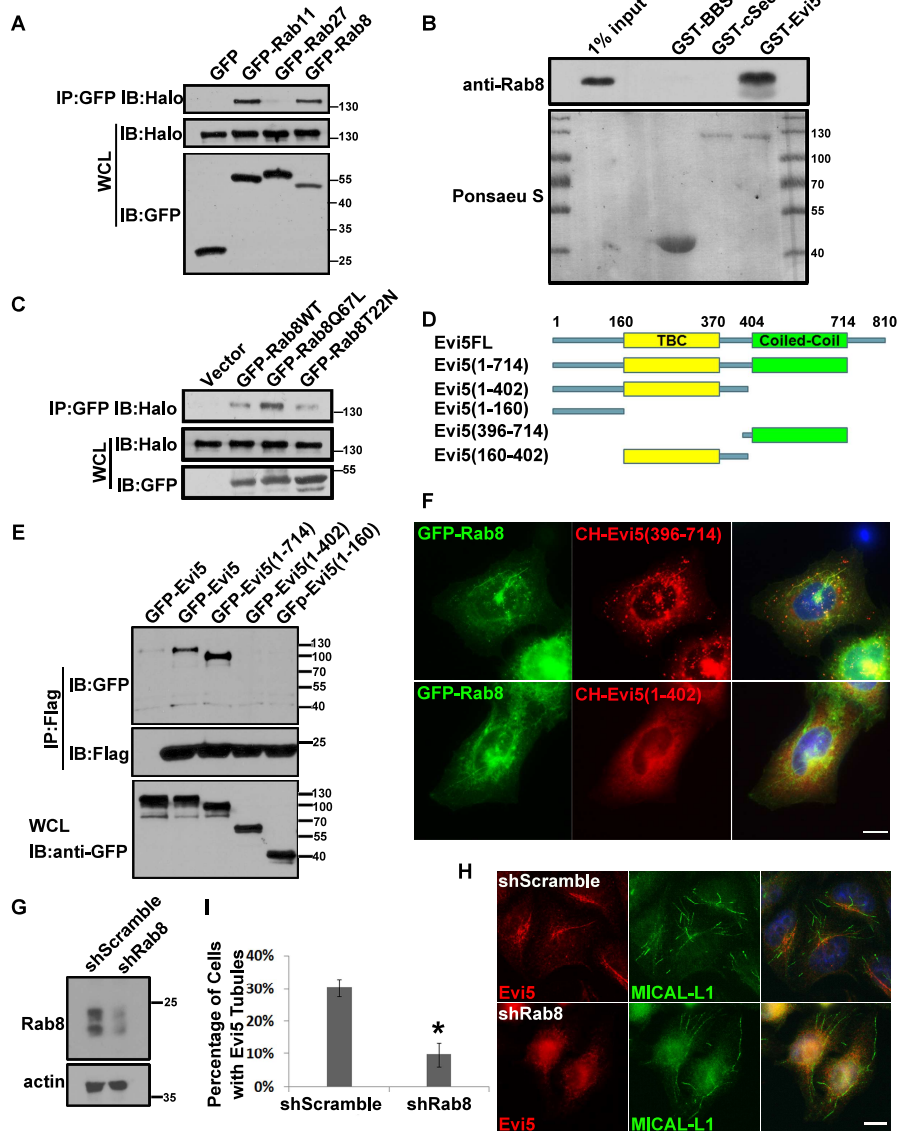 A
GFP
GFP-Rab11
GFP-Rab27
GFP-Rab8
IP:GFP IB:Halo
130
WCL
IB:Halo
130
IB:GFP
55
40
35
25
B
1% input
GST-BBS
GST-cSec
GST-Evi5
anti-Rab8
Ponsaeu S
130
100
70
55
40
C
Vector
GFP-Rab8WT
GFP-Rab8Q67L
GFP-Rab8T22N
IP:GFP IB:Halo
130
WCL
IB:Halo
130
IB:GFP
55
D
1 160 370 404 714 810
Evi5FL TBC Coiled-Coil
Evi5(1-714)
Evi5(1-402)
Evi5(1-160)
Evi5(396-714)
Evi5(160-402)
E
GFP-Evi5
GFP-Evi5
GFP-Evi5(1-714)
GFP-Evi5(1-402)
GFp-Evi5(1-160)
IP:Flag
IB:GFP
130
100
70
55
40
IB:Flag
25
WCL
IB:anti-GFP
130
100
70
55
40
F
GFP-Rab8 CH-Evi5(396-714)
GFP-Rab8 CH-Evi5(1-402)
G
shScramble
shRab8
Rab8
25
actin
35
I
Percentage of Cells
with Evi5 Tubules
50%
40%
30%
20%
10%
0%
*
shScramble shRab8
H
shScramble
Evi5 MICAL-L1
shRab8
Evi5 MICAL-L1